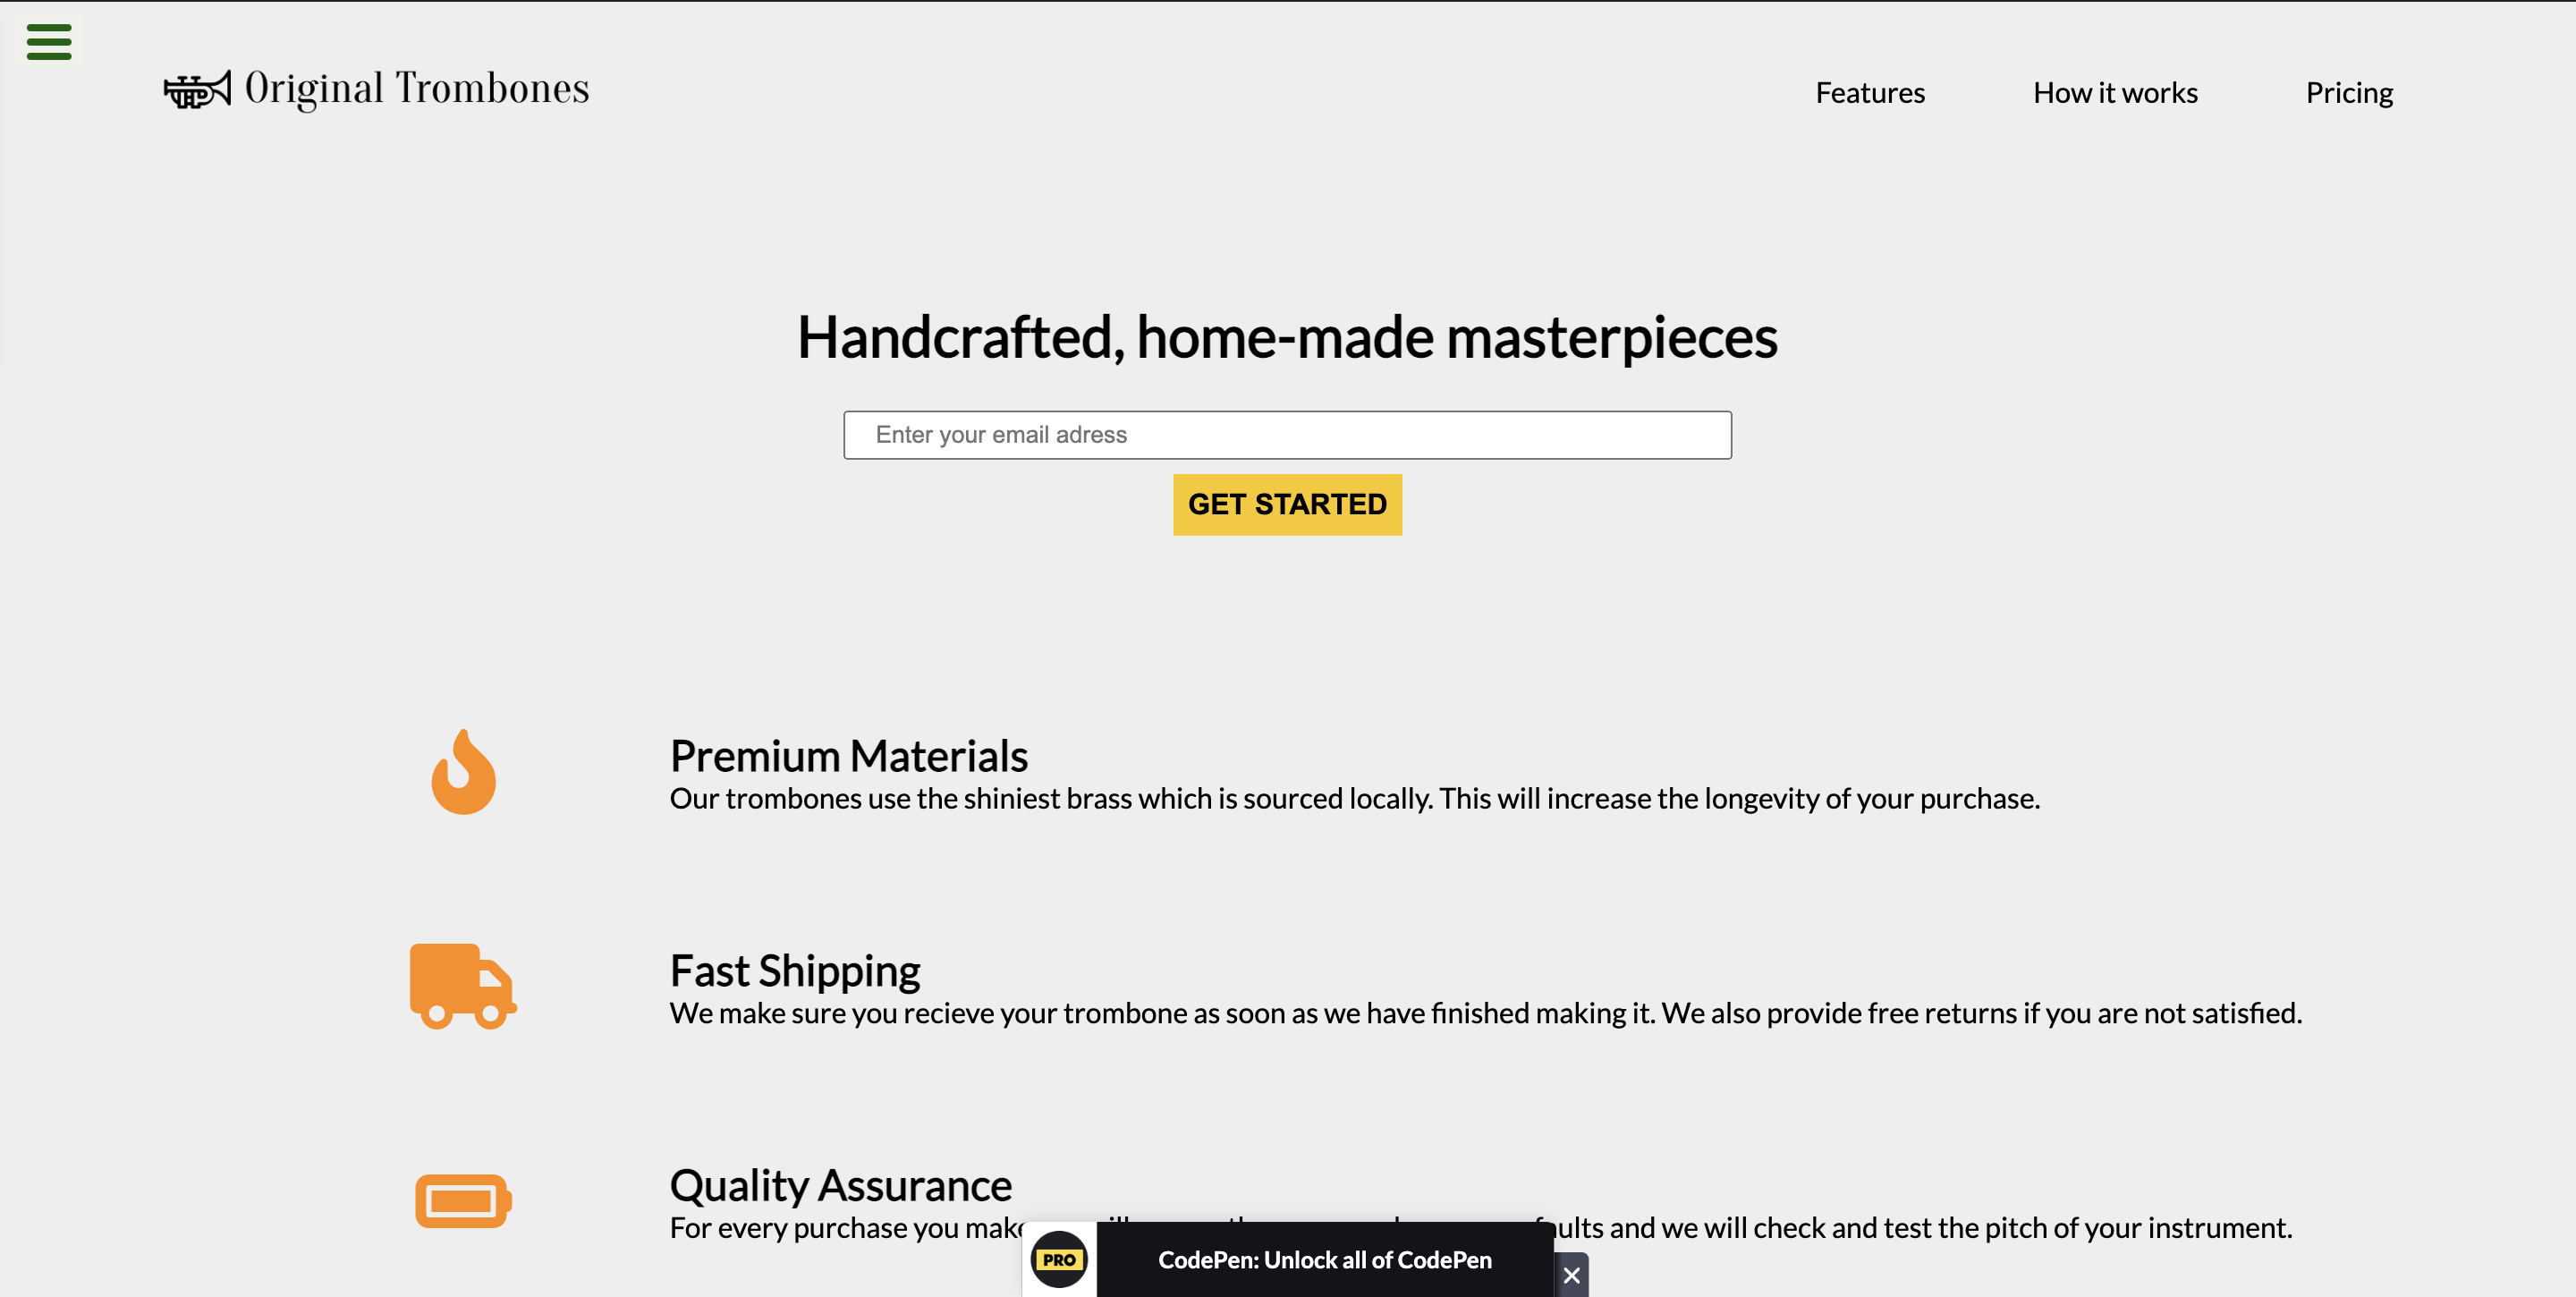 Original Trombones
Features
How it works
Pricing
Handcrafted, home-made masterpieces
Enter your email adress
GET STARTED
Premium Materials
Our trombones use the shiniest brass which is sourced locally. This will increase the longevity of your purchase.
Fast Shipping
We make sure you recieve your trombone as soon as we have finished making it. We also provide free returns if you are not satisfied.
Quality Assurance
For every purchase you make and we will check and test the pitch of your instrument.
PRO
CodePen: Unlock all of CodePen